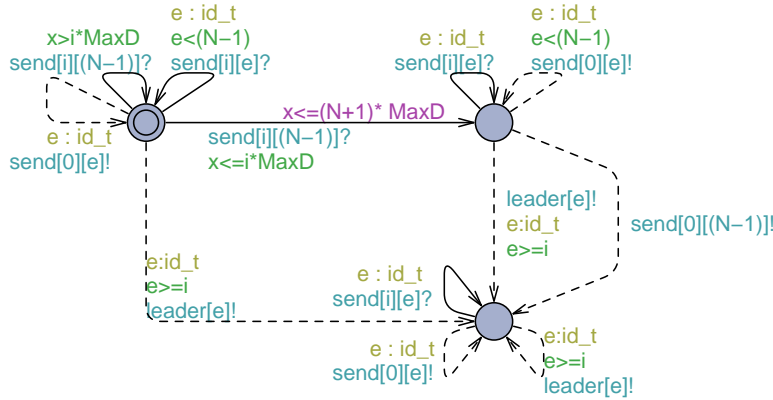 x>i*MaxD
send[i][(N−1)]?
e : id_t
e<(N−1)
send[i][e]?
e : id_t
send[i][e]?
e : id_t
e<(N−1)
send[0][e]!
x<=(N+1)* MaxD
e : id_t
send[0][e]!
send[i][(N−1)]?
x<=i*MaxD
leader[e]!
e:id_t
e>=i
send[0][(N−1)]!
e:id_t
e>=i
leader[e]!
e : id_t
send[i][e]?
e : id_t
send[0][e]!
e:id_t
e>=i
leader[e]!